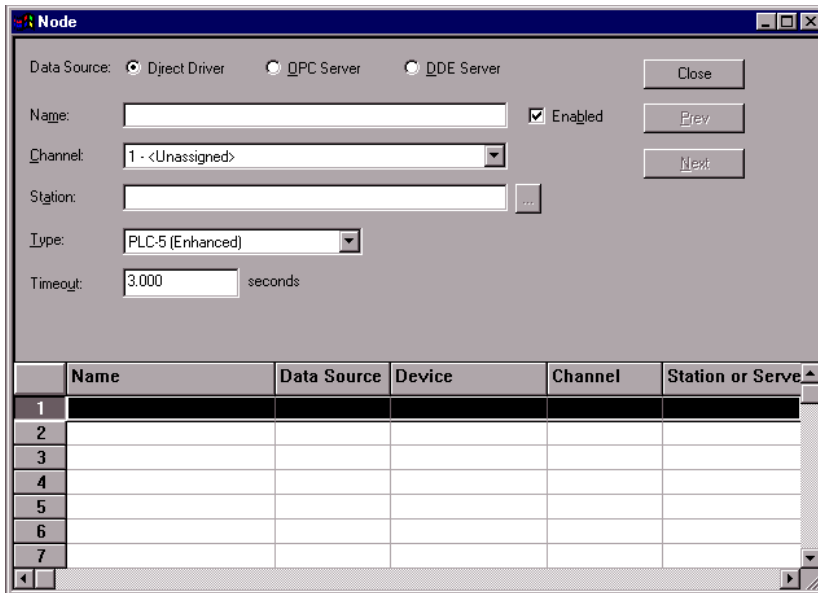 Node
Data Source: Direct Driver OPC Server DDE Server Close
Name: Enabled Prev
Channel: 1 - <Unassigned> Next
Station: ...
Type: PLC-5 (Enhanced)
Timeout: 3.000 seconds
Name Data Source Device Channel Station or Serve
1
2
3
4
5
6
7